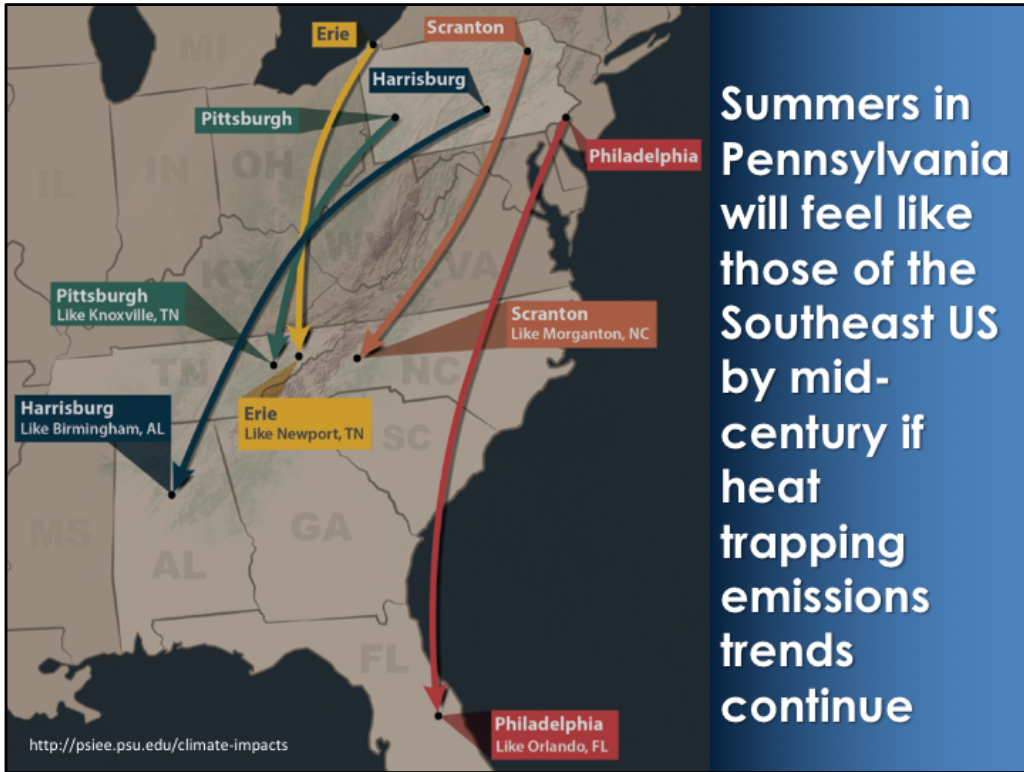 Erie
Scranton
Harrisburg
Pittsburgh
Philadelphia
MI
IL
IN
OH
WV
KY
VA
Pittsburgh
Like Knoxville, TN
Scranton
Like Morganton, NC
TN
NC
Harrisburg
Like Birmingham, AL
Erie
Like Newport, TN
SC
MS
AL
GA
FL
Philadelphia
Like Orlando, FL
http://psiee.psu.edu/climate-impacts
Summers in
Pennsylvania
will feel like
those of the
Southeast US
by mid-
century if
heat
trapping
emissions
trends
continue